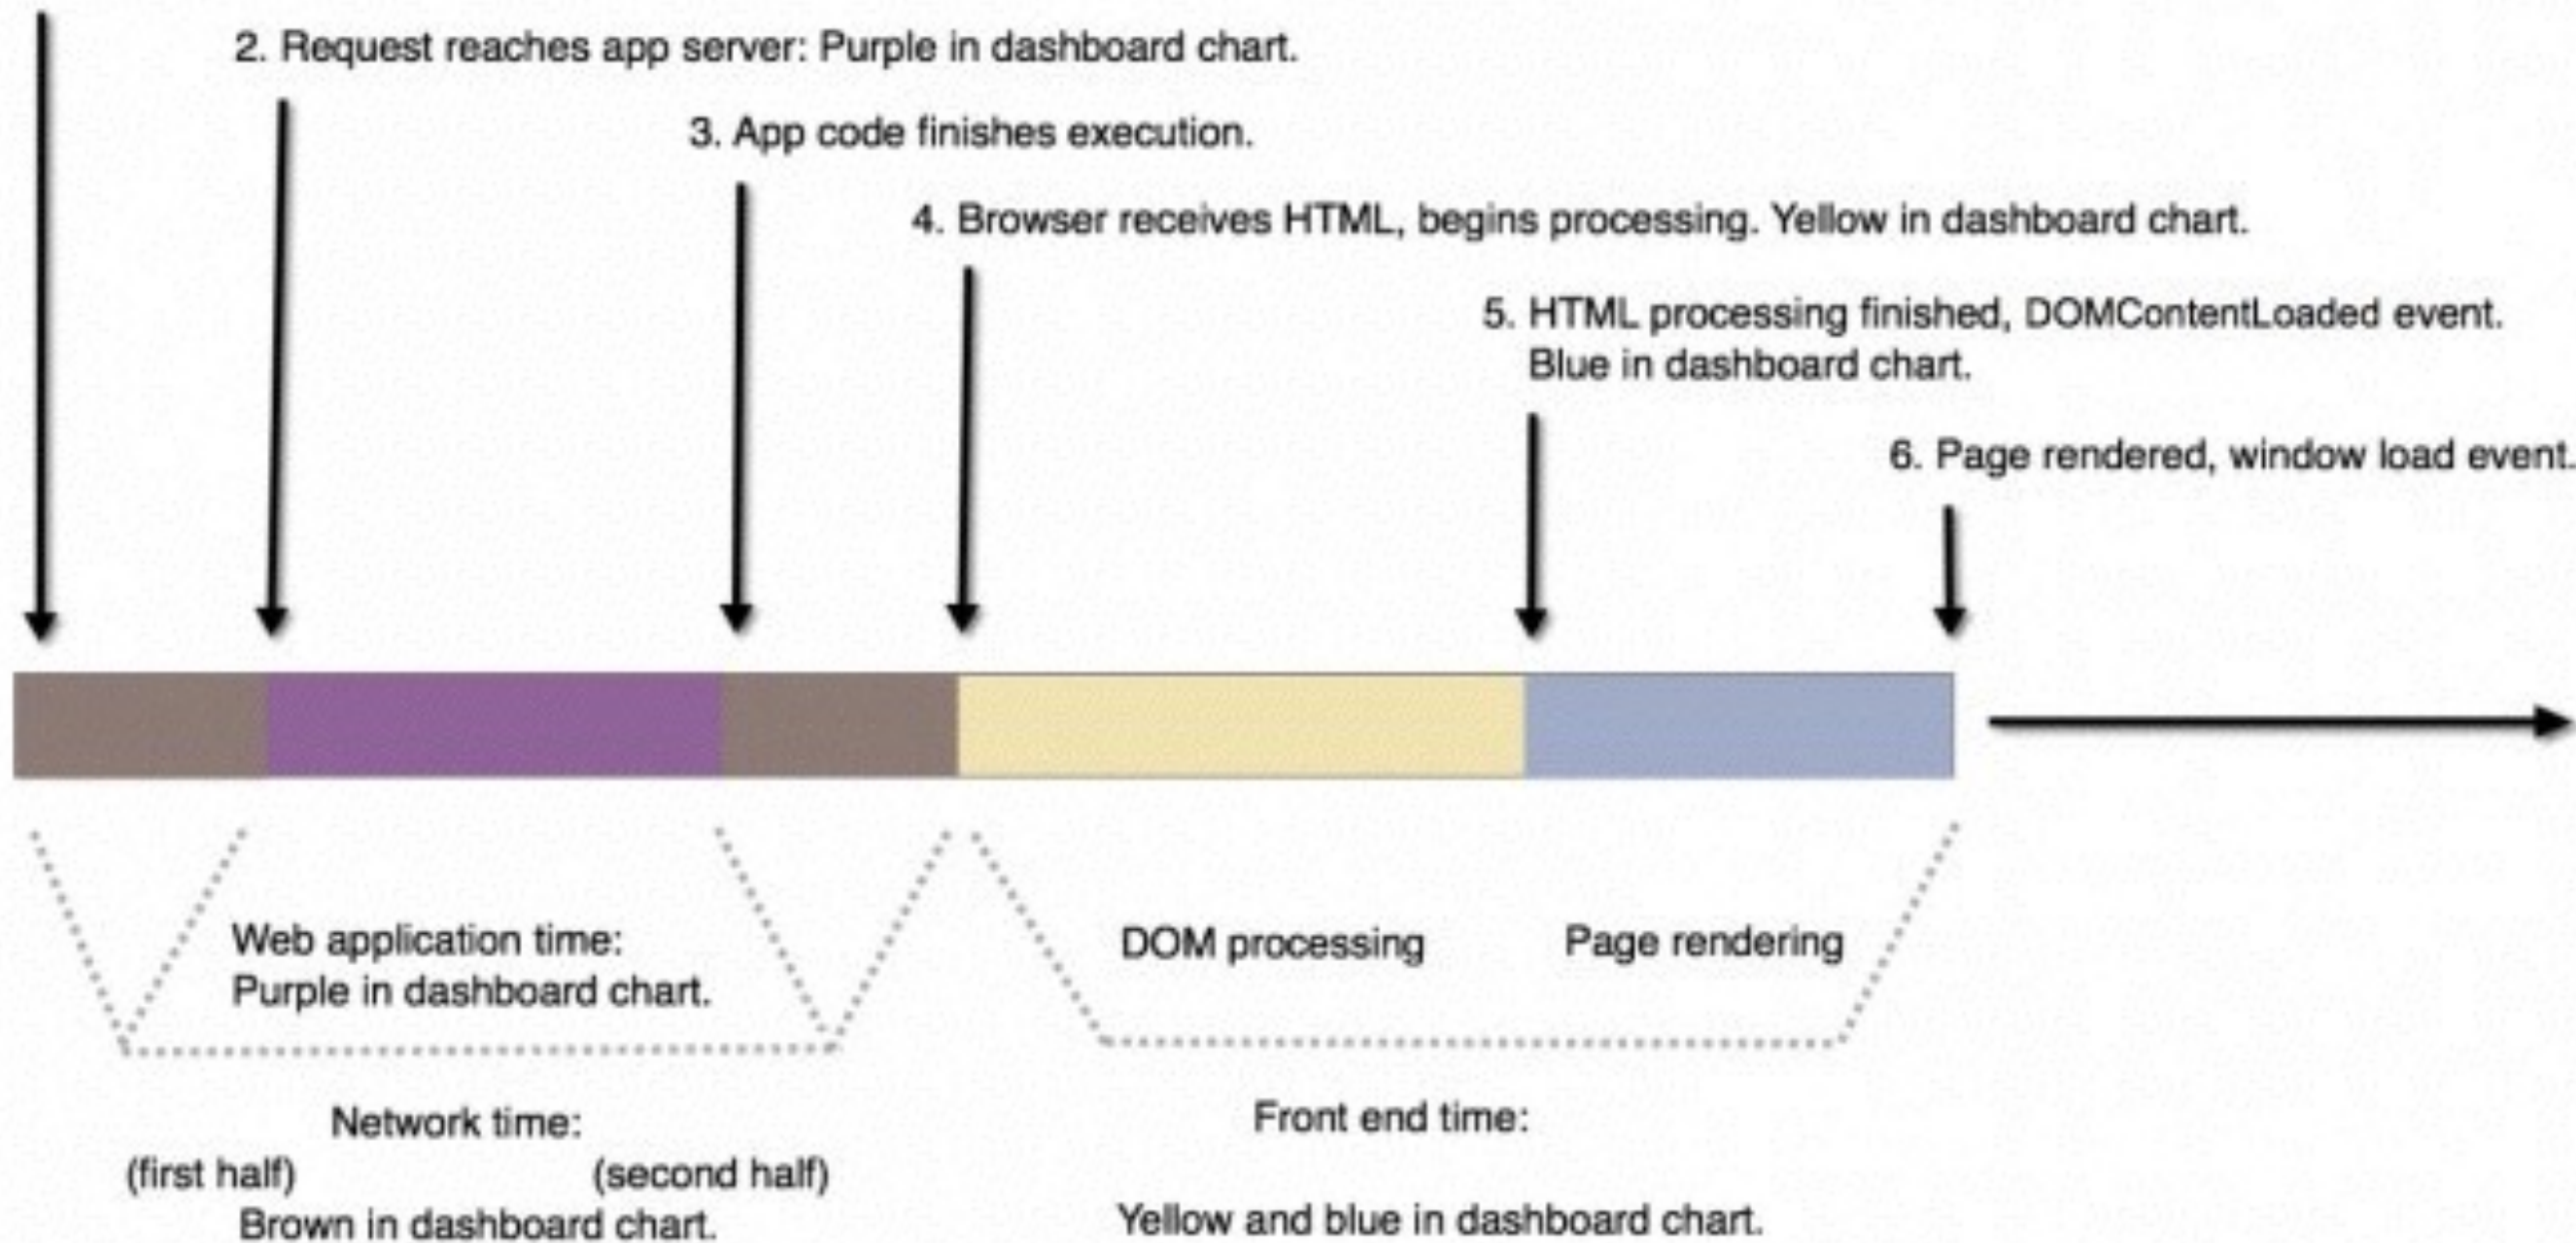 2. Request reaches app server: Purple in dashboard chart.
3. App code finishes execution.
4. Browser receives HTML, begins processing. Yellow in dashboard chart.
5. HTML processing finished, DOMContentLoaded event.
Blue in dashboard chart.
6. Page rendered, window load event.
Web application time:
Purple in dashboard chart.
DOM processing
Page rendering
Network time:
(first half)
(second half)
Brown in dashboard chart.
Front end time:
Yellow and blue in dashboard chart.